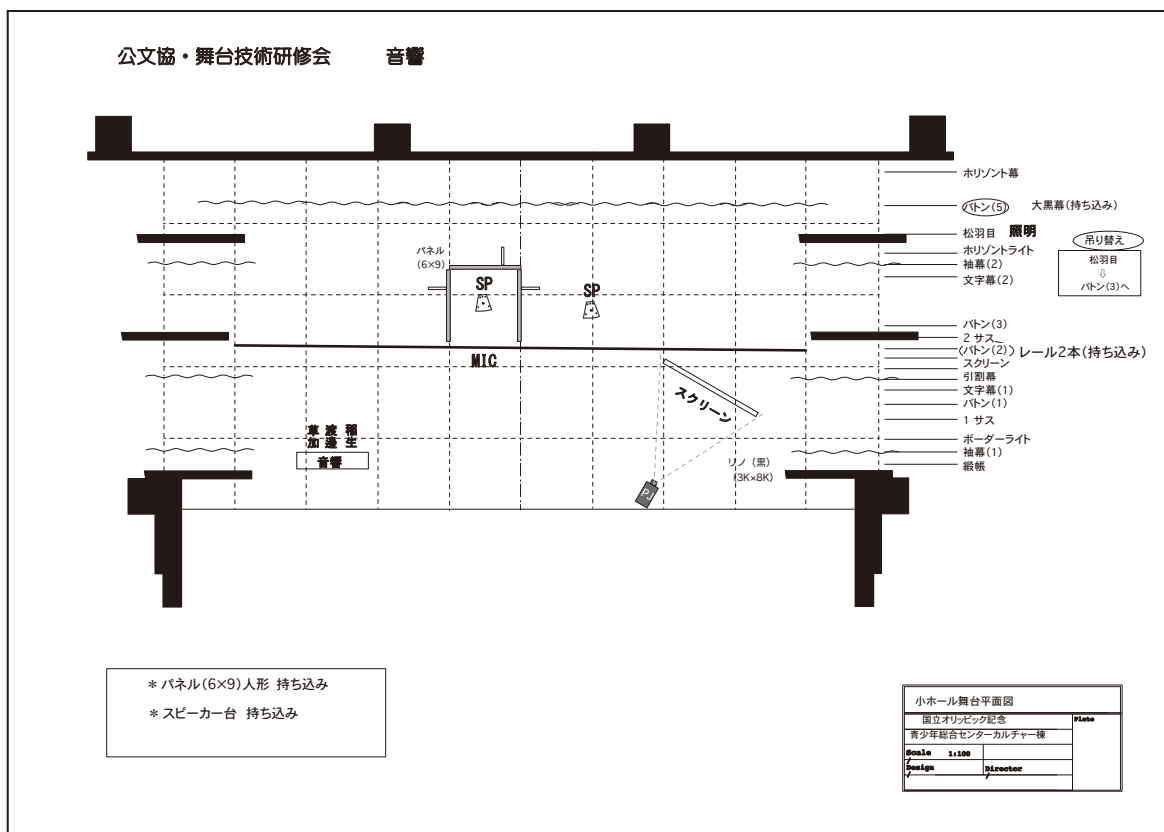 公文協・舞台技術研修会 音響
ホリゾント幕
バトン(5) 大黒幕(持ち込み)
松羽目 照明
吊り替え
ホリゾントライト
袖幕(2)
文字幕(2)
松羽目
⇩
バトン(3)へ
パネル
(6×9)
SP
SP
バトン(3)
2サス
(バトン(2)) レール2本(持ち込み)
スクリーン
引割幕
文字幕(1)
バトン(1)
1サス
ボーダーライト
袖幕(1)
緞帳
MIC
スクリーン
草 渡 稲
加 邉 生
音響
リノ (黒)
(3K×8K)
PJ
*パネル(6×9)人形 持ち込み
*スピーカー台 持ち込み
小ホール舞台平面図
国立オリッピック記念
青少年総合センターカルチャー棟
Plate
Scale 1:100
/
Design Director
/ /